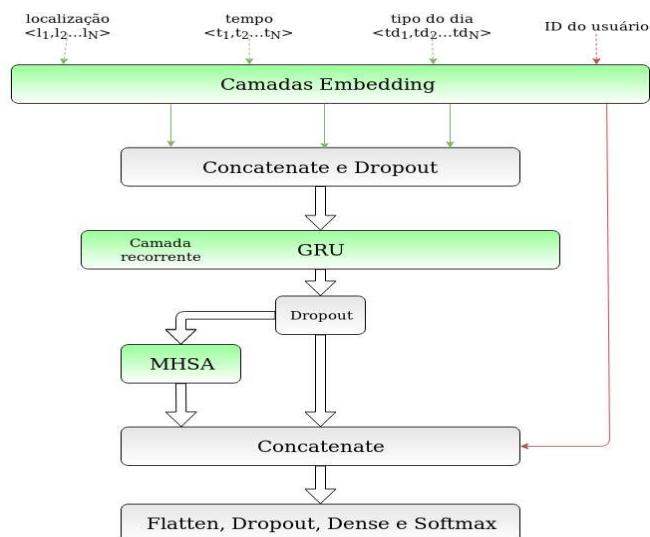 localização
<l1,l2...lN>
tempo
<t1,t2...tN>
tipo do dia
<td1,td2...tdN>
ID do usuário
Camadas Embedding
Concatenate e Dropout
Camada
recorrente
GRU
Dropout
MHSA
Concatenate
Flatten, Dropout, Dense e Softmax